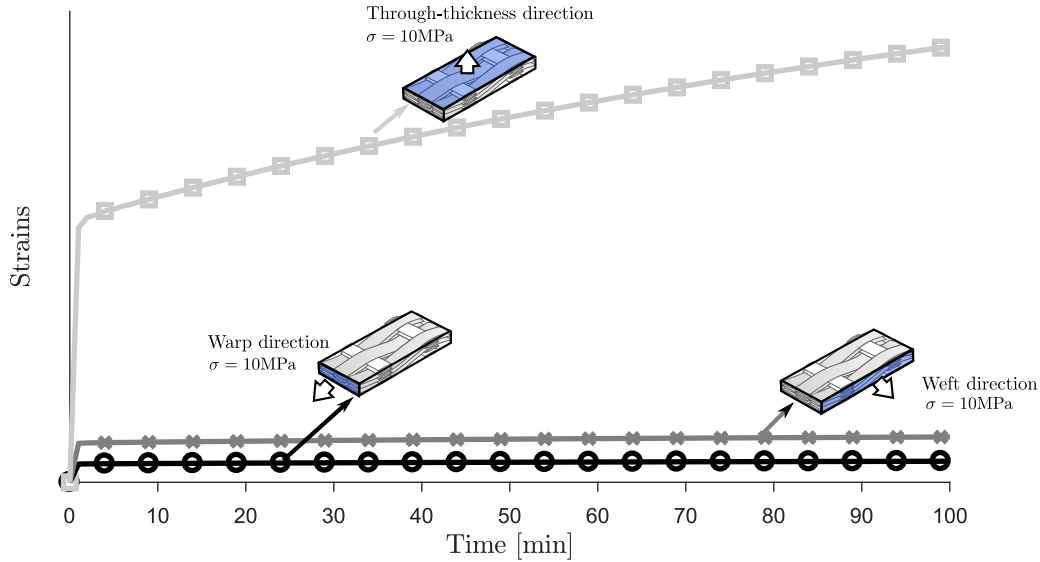 Through-thickness direction
σ = 10MPa
Strains
Warp direction
σ = 10MPa
Weft direction
σ = 10MPa
0 10 20 30 40 50 60 70 80 90 100
Time [min]